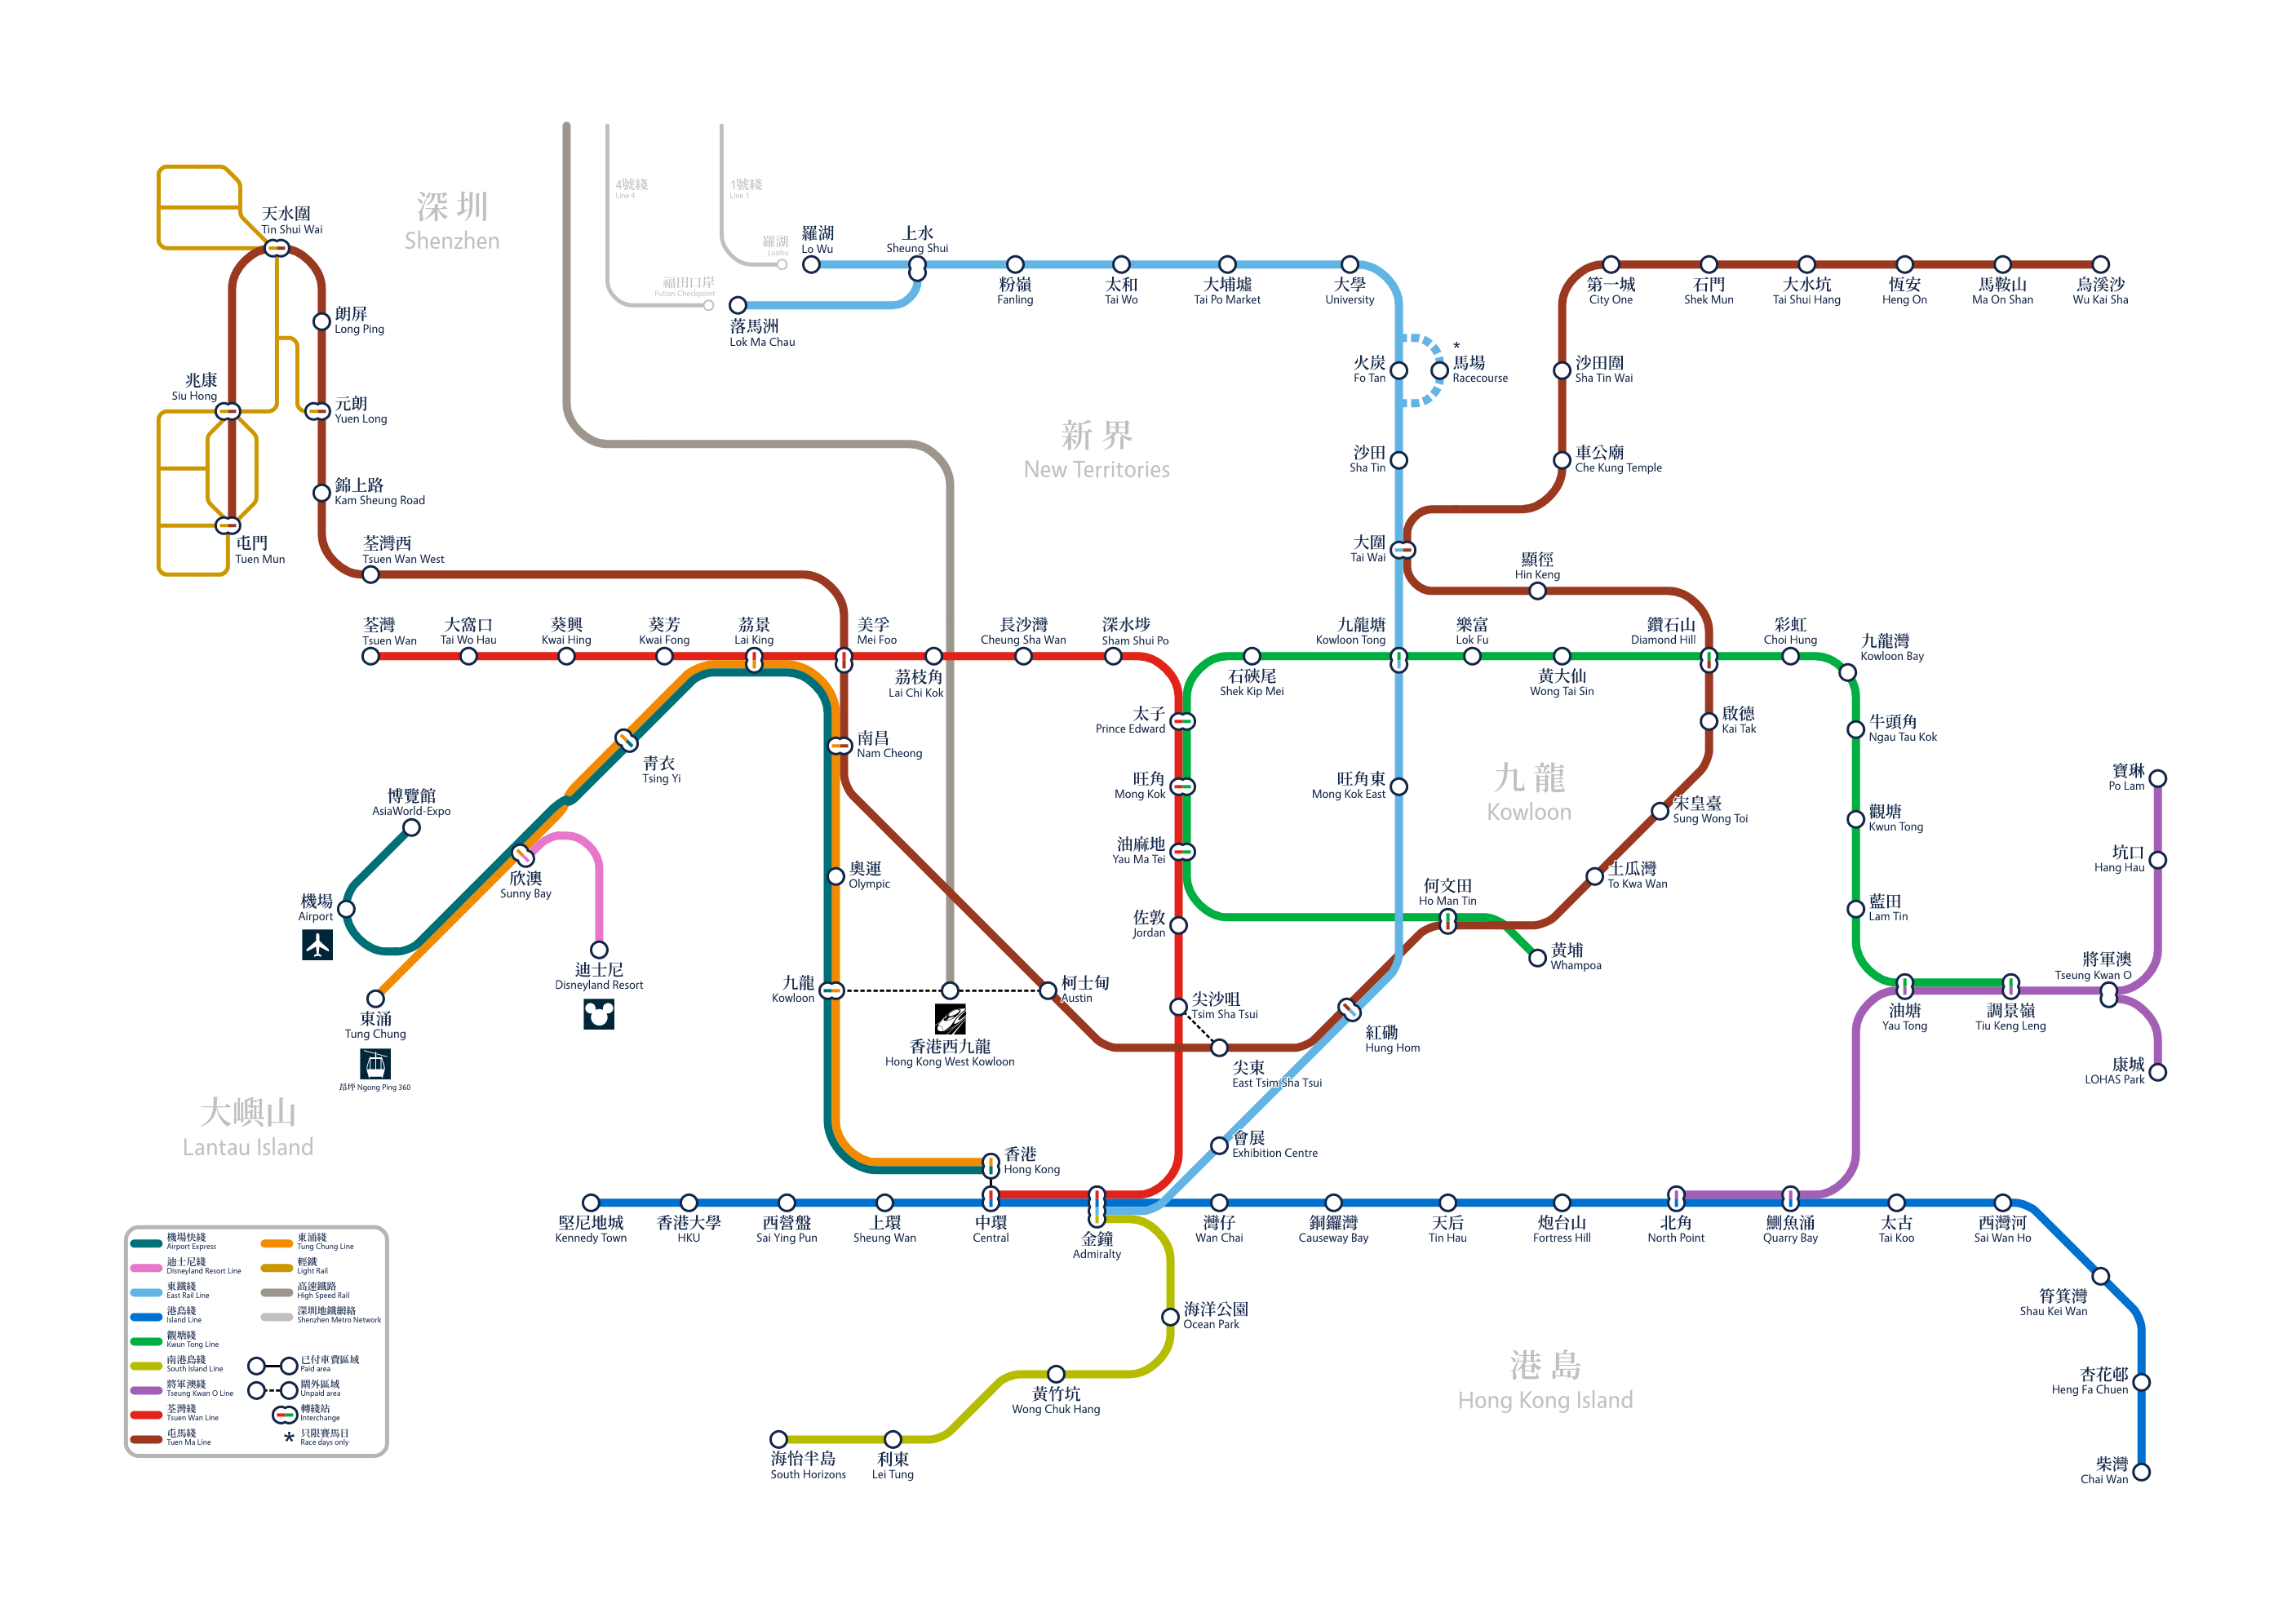 深圳
Shenzhen
4號綫
Line 4
1號綫
Line 1
羅湖
Luohu
福田口岸
Futian Checkpoint
羅湖
Lo Wu
上水
Sheung Shui
落馬洲
Lok Ma Chau
粉嶺
Fanling
太和
Tai Wo
大埔墟
Tai Po Market
大學
University
火炭
Fo Tan
*
馬場
Racecourse
沙田
Sha Tin
大圍
Tai Wai
第一城
City One
石門
Shek Mun
大水坑
Tai Shui Hang
恆安
Heng On
馬鞍山
Ma On Shan
烏溪沙
Wu Kai Sha
沙田圍
Sha Tin Wai
車公廟
Che Kung Temple
顯徑
Hin Keng
天水圍
Tin Shui Wai
朗屏
Long Ping
兆康
Siu Hong
元朗
Yuen Long
錦上路
Kam Sheung Road
屯門
Tuen Mun
荃灣西
Tsuen Wan West
新界
New Territories
荃灣
Tsuen Wan
大窩口
Tai Wo Hau
葵興
Kwai Hing
葵芳
Kwai Fong
荔景
Lai King
美孚
Mei Foo
荔枝角
Lai Chi Kok
長沙灣
Cheung Sha Wan
深水埗
Sham Shui Po
石硤尾
Shek Kip Mei
九龍塘
Kowloon Tong
樂富
Lok Fu
黃大仙
Wong Tai Sin
鑽石山
Diamond Hill
彩虹
Choi Hung
九龍灣
Kowloon Bay
太子
Prince Edward
啟德
Kai Tak
牛頭角
Ngau Tau Kok
南昌
Nam Cheong
青衣
Tsing Yi
旺角
Mong Kok
旺角東
Mong Kok East
九龍
Kowloon
宋皇臺
Sung Wong Toi
觀塘
Kwun Tong
寶琳
Po Lam
博覽館
AsiaWorld-Expo
油麻地
Yau Ma Tei
土瓜灣
To Kwa Wan
坑口
Hang Hau
欣澳
Sunny Bay
奧運
Olympic
何文田
Ho Man Tin
藍田
Lam Tin
機場
Airport
佐敦
Jordan
黃埔
Whampoa
迪士尼
Disneyland Resort
九龍
Kowloon
柯士甸
Austin
尖沙咀
Tsim Sha Tsui
紅磡
Hung Hom
將軍澳
Tseung Kwan O
油塘
Yau Tong
調景嶺
Tiu Keng Leng
東涌
Tung Chung
昂坪 Ngong Ping 360
香港西九龍
Hong Kong West Kowloon
尖東
East Tsim Sha Tsui
康城
LOHAS Park
大嶼山
Lantau Island
香港
Hong Kong
會展
Exhibition Centre
堅尼地城
Kennedy Town
香港大學
HKU
西營盤
Sai Ying Pun
上環
Sheung Wan
中環
Central
金鐘
Admiralty
灣仔
Wan Chai
銅鑼灣
Causeway Bay
天后
Tin Hau
炮台山
Fortress Hill
北角
North Point
鰂魚涌
Quarry Bay
太古
Tai Koo
西灣河
Sai Wan Ho
筲箕灣
Shau Kei Wan
海洋公園
Ocean Park
黃竹坑
Wong Chuk Hang
海怡半島
South Horizons
利東
Lei Tung
港島
Hong Kong Island
杏花邨
Heng Fa Chuen
柴灣
Chai Wan
機場快綫
Airport Express
迪士尼綫
Disneyland Resort Line
東鐵綫
East Rail Line
港島綫
Island Line
觀塘綫
Kwun Tong Line
南港島綫
South Island Line
將軍澳綫
Tseung Kwan O Line
荃灣綫
Tsuen Wan Line
屯馬綫
Tuen Ma Line
東涌綫
Tung Chung Line
輕鐵
Light Rail
高速鐵路
High Speed Rail
深圳地鐵網絡
Shenzhen Metro Network
已付車費區域
Paid area
閘外區域
Unpaid area
轉綫站
Interchange
*
只限賽馬日
Race days only